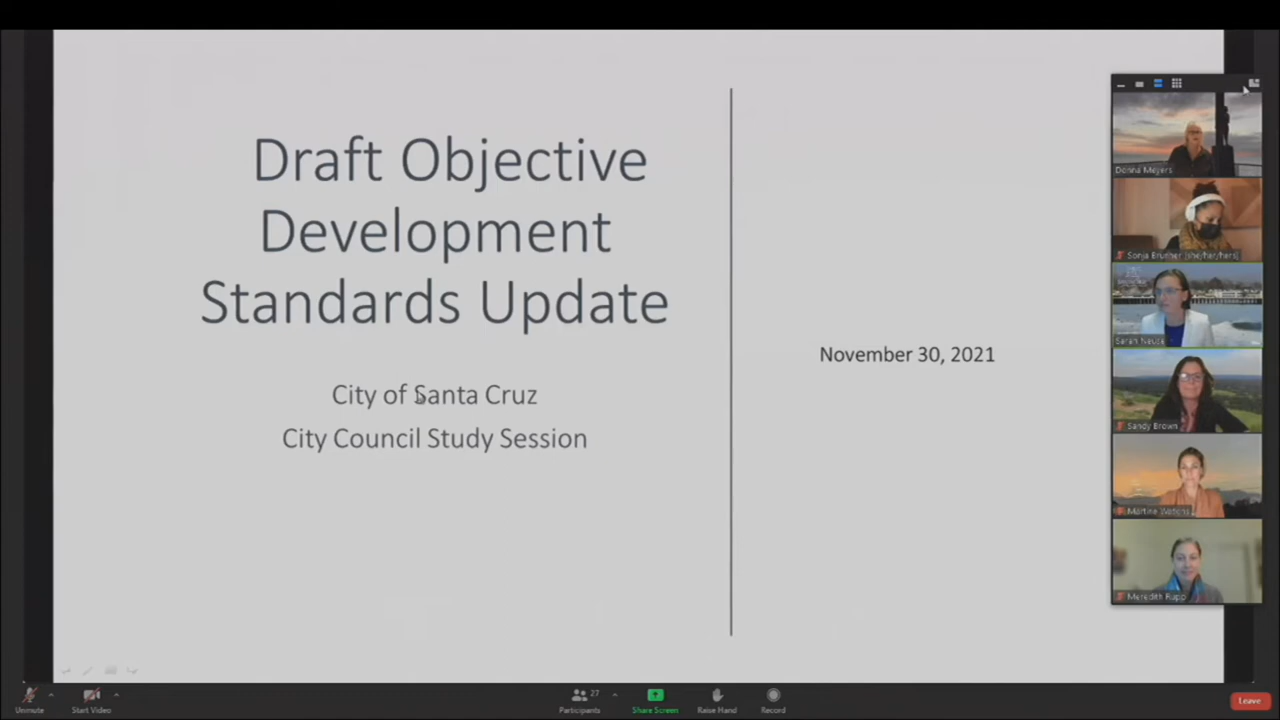 Draft Objective
Development
Standards Update
City of Santa Cruz
City Council Study Session
November 30, 2021
Donna Meyers
Sonja Brunner (she/her/hers)
Sarah Neuse
Sandy Brown
Martine Watkins
Meredith Rupp
Unmute
Start Video
27
Participants
Share Screen
Raise Hand
Record
Leave